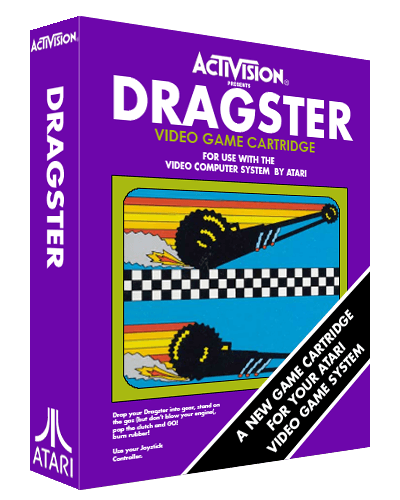 ACTIVISION
DRAGSTER
ATARI
ACTIVISION®
PRESENTS
DRAGSTER
VIDEO GAME CARTRIDGE
FOR USE WITH THE
VIDEO COMPUTER SYSTEM BY ATARI
Drop your Dragster into gear, stand on
the gas (but don't blow your engine(,
pop the clutch and GO!
burn rubber!
Use your Joystick
Controller.
A NEW GAME CARTRIDGE
FOR YOUR ATARI
VIDEO GAME SYSTEM